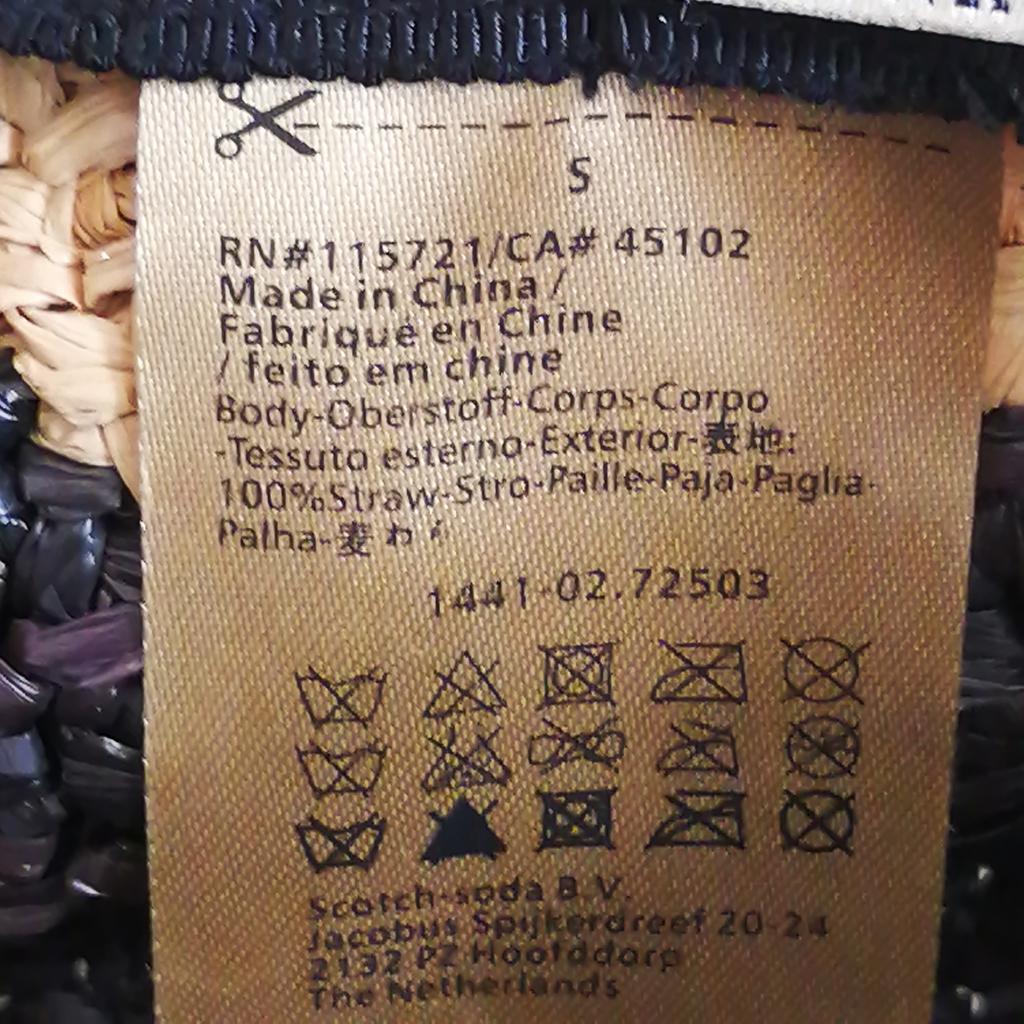 S
RN#115721/CA# 45102
Made in China /
Fabriqué en Chine
/ feito em chine
Body-Oberstoff-Corps-Corpo
-Tessuto esterno-Exterior-表地:
100%Straw-Stro-Paille-Paja-Paglia-
Palha-麦わ
1441-02.72503
Scotch-soda B.V.
Jacobus Spijkerdreef 20-24
2132 PZ Hoofddorp
The Netherlands